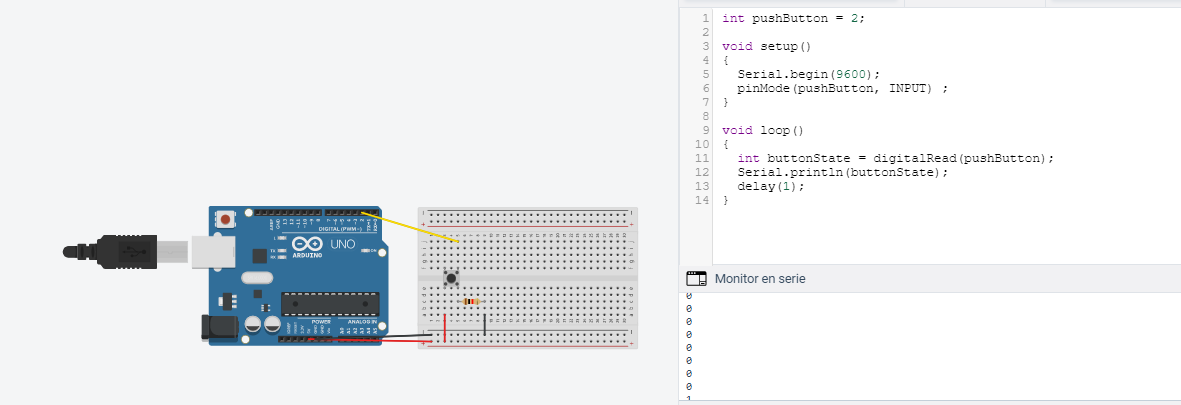 1 int pushButton = 2;
2
3 void setup()
4 {
5 Serial.begin(9600);
6 pinMode(pushButton, INPUT) ;
7 }
8
9 void loop()
10 {
11 int buttonState = digitalRead(pushButton);
12 Serial.println(buttonState);
13 delay(1);
14 }
DIGITAL (PWM~)
UNO
ARDUINO
POWER ANALOG IN
Monitor en serie
0
0
0
0
0
0
0
0
1